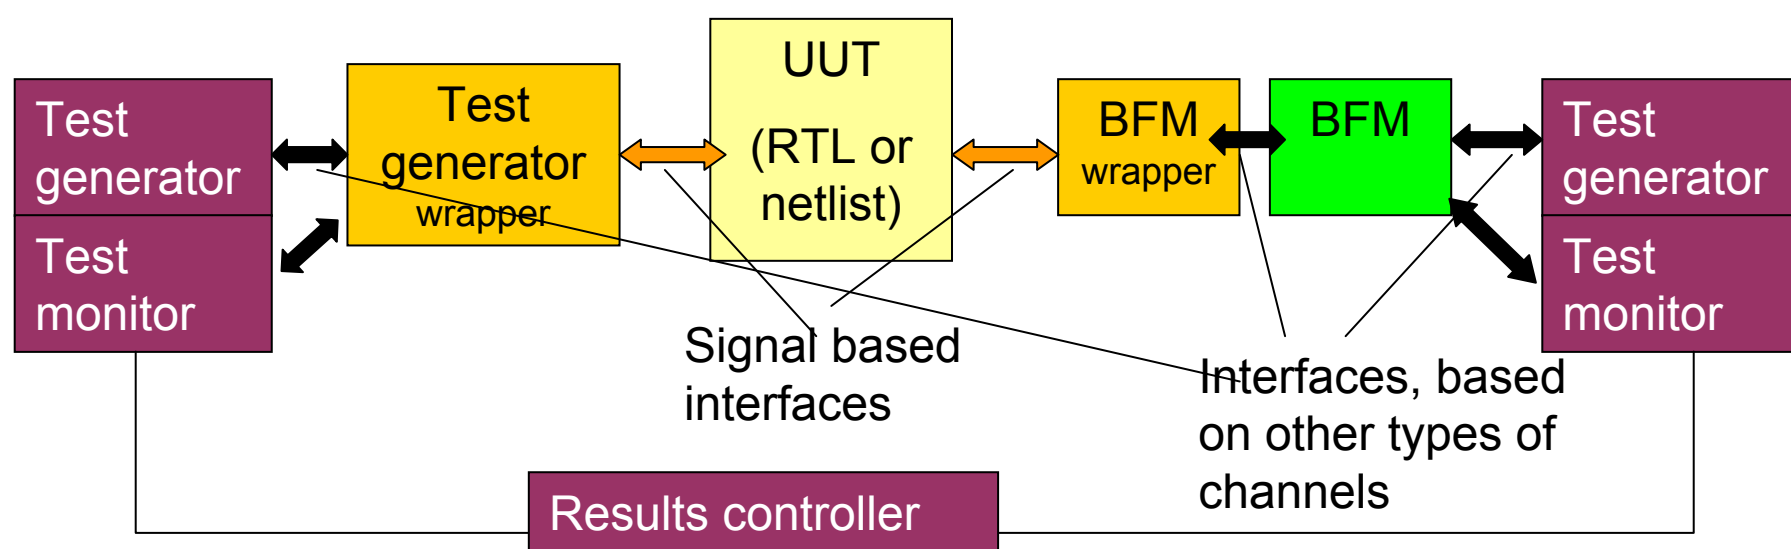 Test
generator
Test
monitor
Test
generator
wrapper
UUT
(RTL or
netlist)
BFM
wrapper
BFM
Test
generator
Test
monitor
Signal based
interfaces
Interfaces, based
on other types of
channels
Results controller